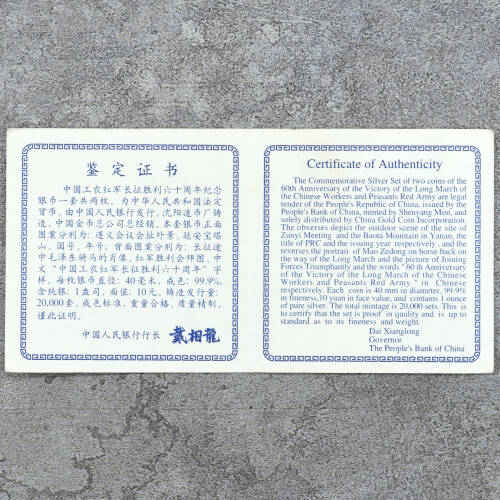 鉴定证书
中国工农红军长征胜利六十周年纪念
银币一套共两枚，为中华人民共和国法定
货币，由中国人民银行发行，沈阳造币厂铸
造，中国金币总公司总经销。本套银币正面
图案分别为：遵义会议会址外景、延安宝塔
山、国号、年号；背面图案分别为：长征途
中毛泽东骑马的肖像、红军胜利会师图、中
文“中国工农红军长征胜利六十周年”字
样。每枚银币直径：40毫米，成色：99.9%，
含纯银：1盎司，面值：10元，铸造发行量：
20,000套。成色标准，重量合格，质量精制，
谨此证明。
中国人民银行行长 戴相龍
Certificate of Authenticity
The Commemorative Silver Set of two coins of the
60th Anniversary of the Victory of the Long March of
the Chinese Workers and Peasants Red Army are legal
tender of the People's Republic of China, issued by the
People's Bank of China, minted by Shenyang Mint, and
solely distributed by China Gold Coin Incorporation.
The obverses depict the outdoor scene of the site of
Zunyi Meeting and the Baota Mountain in Yanan, the
title of PRC and the issuing year respectively , and the
reverses the portrait of Mao Zedong on horse back on
the way of the Long March and the picture of Joining
Forces Triumphantly and the words " 60 th Anniversary
of the Victory of the Long March of the Chinese
Workers and Peasants Red Army " in Chinese
respectively. Each coin is 40 mm in diameter, 99.9%
in fineness, 10 yuan in face value, and contains 1 ounce
of pure silver. The total mintage is 20,000 sets. This is
to certify that the set is proof in quality and is up to
standard as to its fineness and weight.
Dai Xianglong
Governor
The People's Bank of China